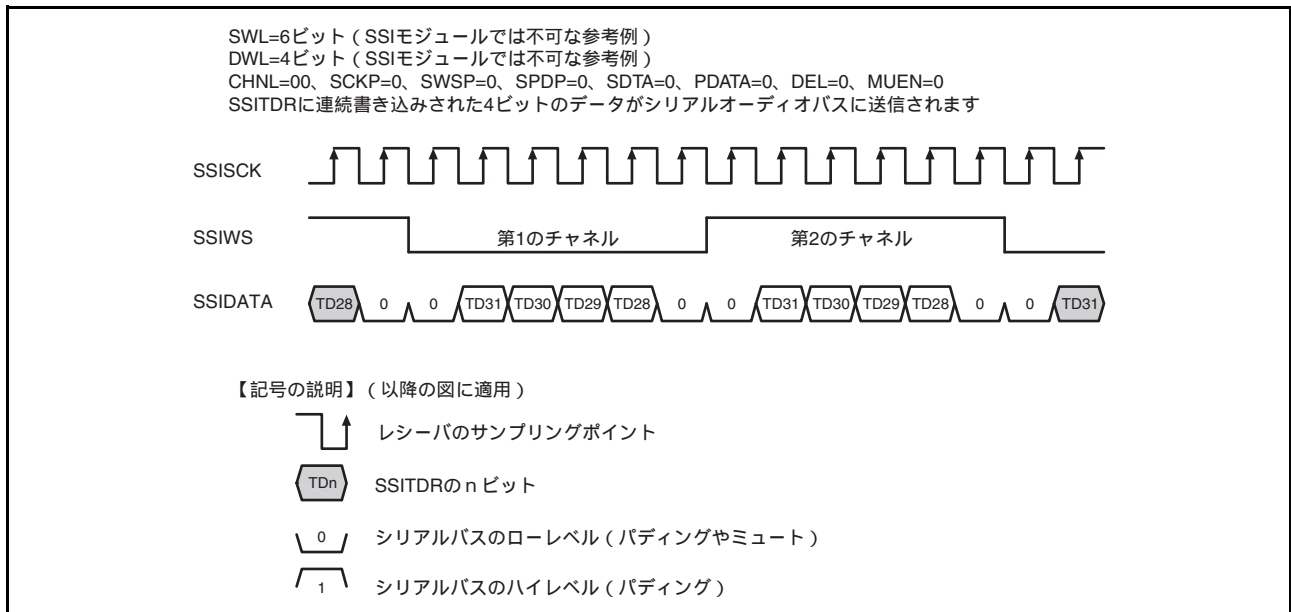 SWL=6ビット（SSIモジュールでは不可な参考例）
DWL=4ビット（SSIモジュールでは不可な参考例）
CHNL=00、SCKP=0、SWSP=0、SPDP=0、SDTA=0、PDATA=0、DEL=0、MUEN=0
SSITDRに連続書き込みされた4ビットのデータがシリアルオーディオバスに送信されます
SSISCK
SSIWS 第1のチャネル 第2のチャネル
SSIDATA TD28 0 0 TD31 TD30 TD29 TD28 0 0 TD31 TD30 TD29 TD28 0 0 TD31
【記号の説明】（以降の図に適用）
レシーバのサンプリングポイント
TDn SSITDRのnビット
0 シリアルバスのローレベル（パディングやミュート）
1 シリアルバスのハイレベル（パディング）